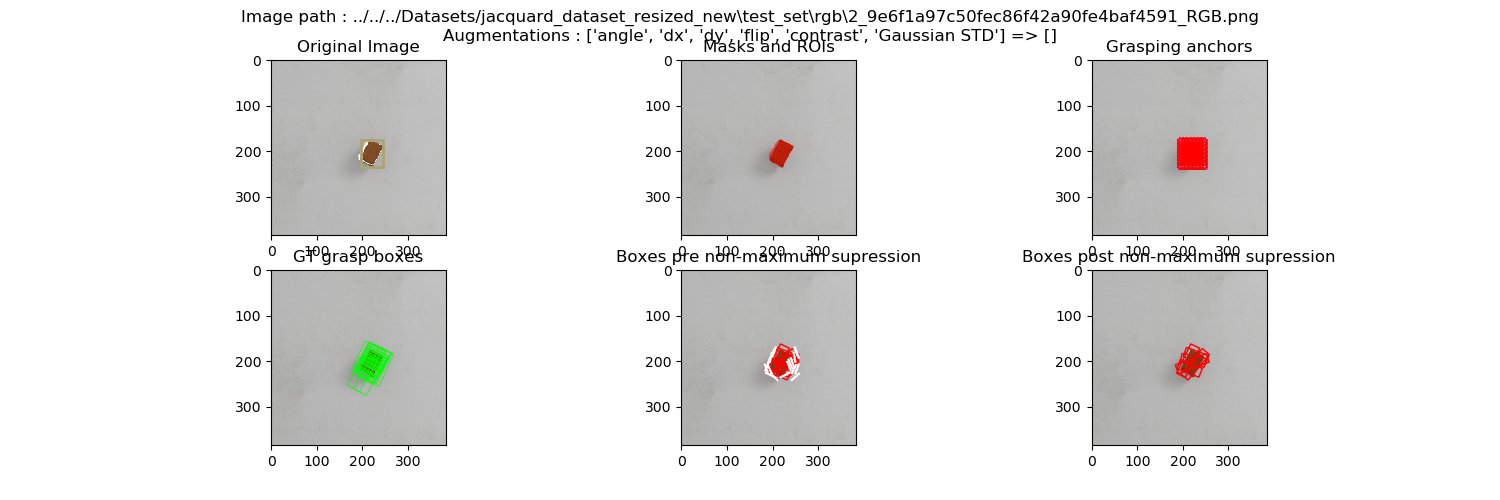 Image path : ../../../Datasets/jacquard_dataset_resized_new\test_set\rgb\2_9e6f1a97c50fec86f42a90fe4baf4591_RGB.png
Augmentations : ['angle', 'dx', 'dy', 'flip', 'contrast', 'Gaussian STD'] => []
Original Image
0
100
200
300
0 100 200 300
Masks and ROIs
0
100
200
300
0 100 200 300
Grasping anchors
0
100
200
300
0 100 200 300
GT grasp boxes
0
100
200
300
0 100 200 300
Boxes pre non-maximum supression
0
100
200
300
0 100 200 300
Boxes post non-maximum supression
0
100
200
300
0 100 200 300